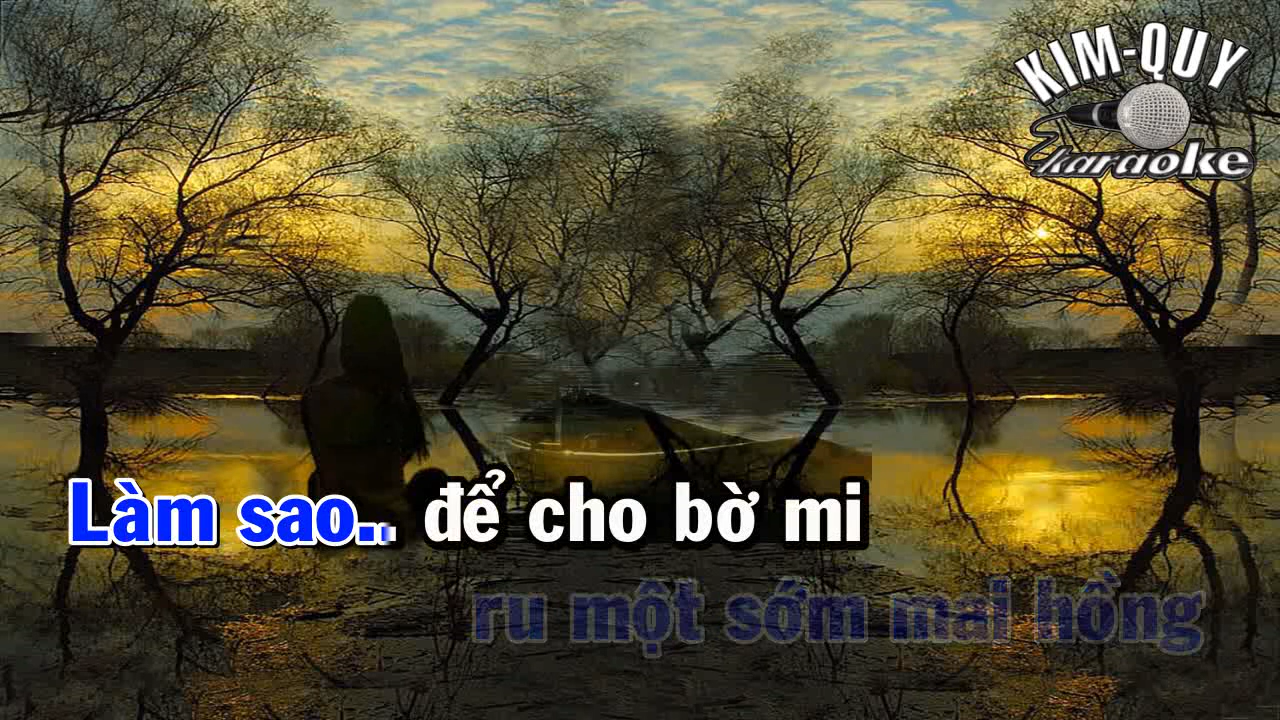 KIM-QUY
karaoke
Làm sao.. để cho bờ mi
ru một sớm mai hồng